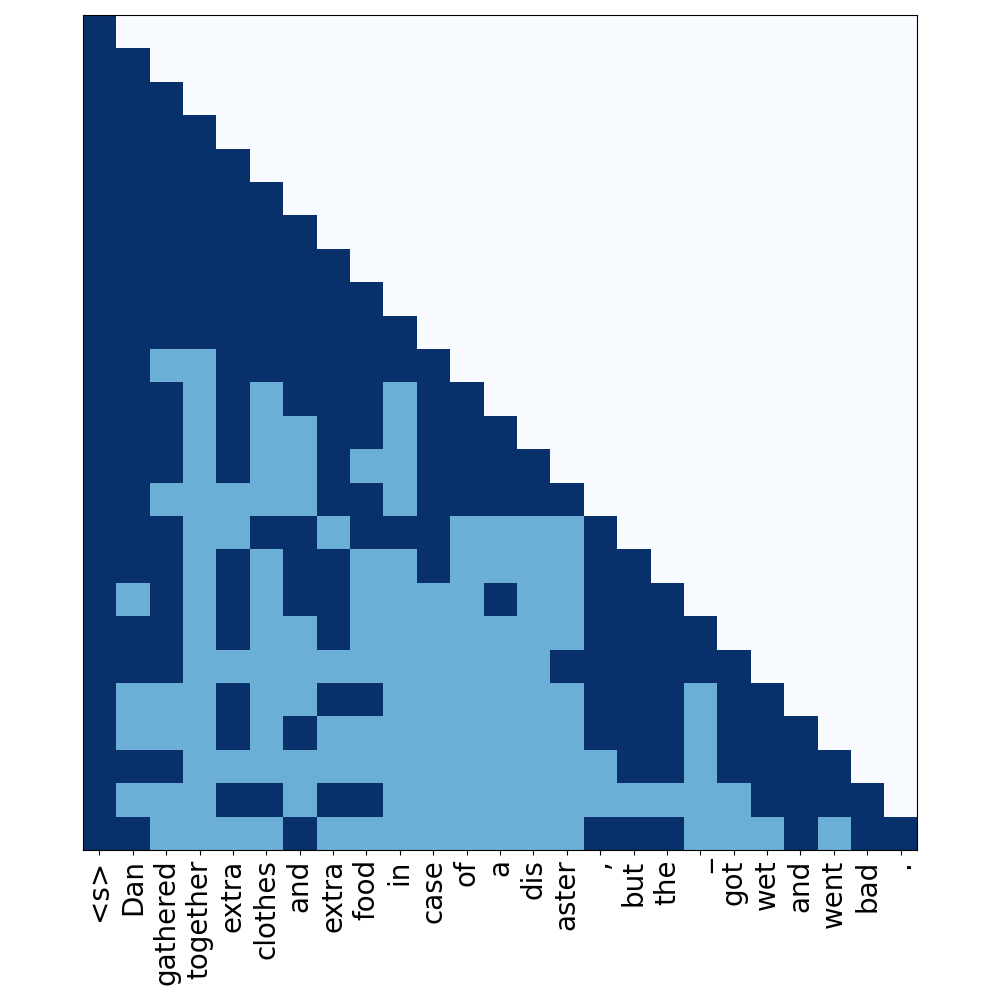 <s> Dan gathered together extra clothes and extra food in case of a dis aster , but the _ got wet and went bad .